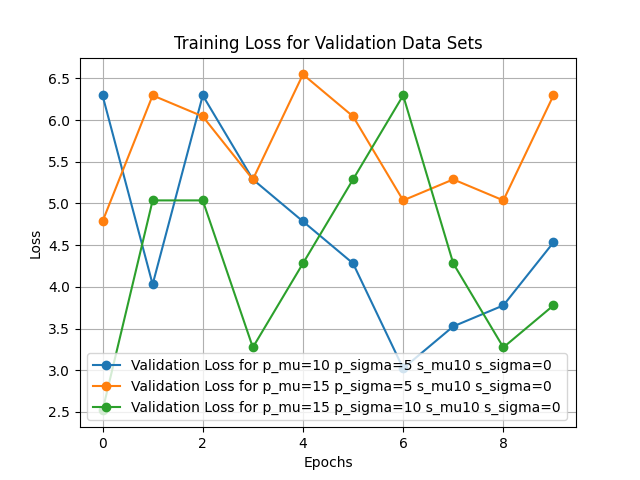 Training Loss for Validation Data Sets
Loss
6.5
6.0
5.5
5.0
4.5
4.0
3.5
3.0
2.5
Validation Loss for p_mu=10 p_sigma=5 s_mu10 s_sigma=0
Validation Loss for p_mu=15 p_sigma=5 s_mu10 s_sigma=0
Validation Loss for p_mu=15 p_sigma=10 s_mu10 s_sigma=0
0 2 4 6 8
Epochs